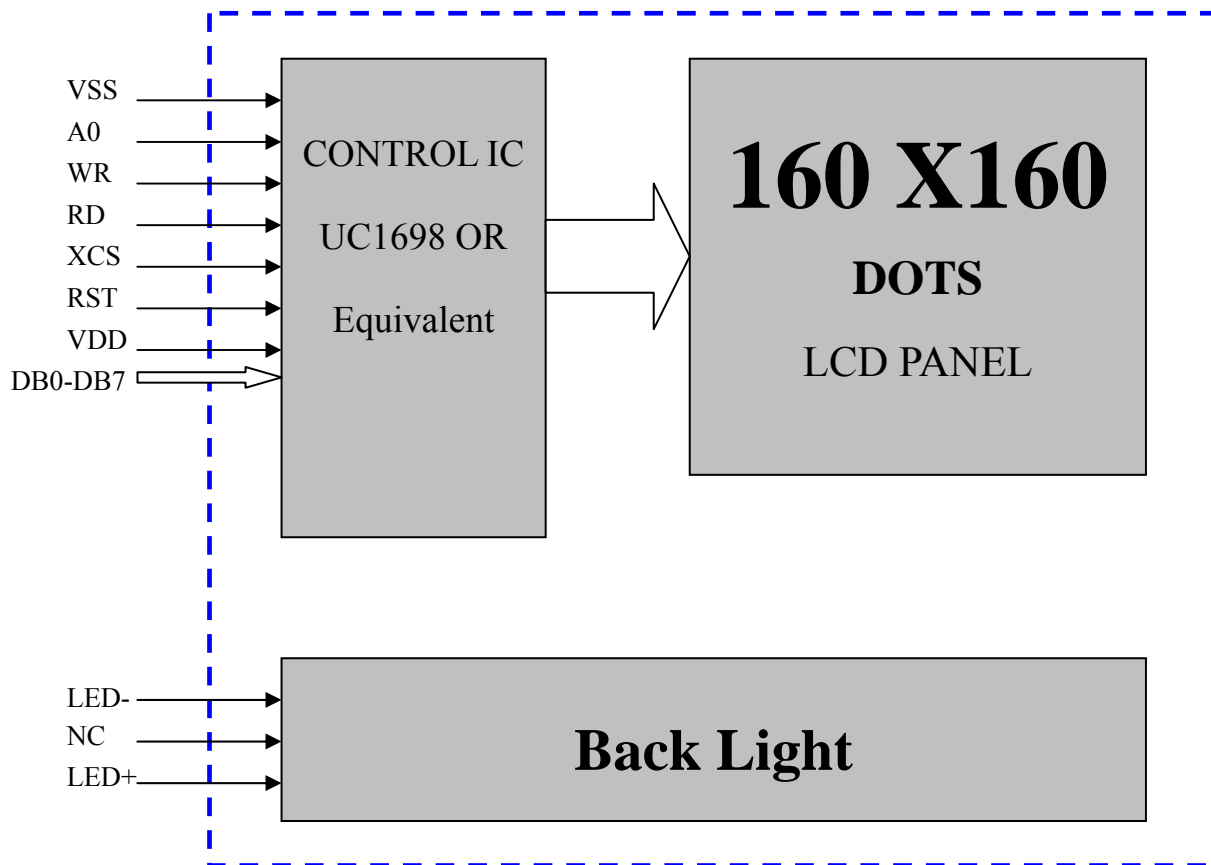 VSS
A0
WR
RD
XCS
RST
VDD
DB0-DB7
CONTROL IC
UC1698 OR
Equivalent
160 X160
DOTS
LCD PANEL
LED-
NC
LED+
Back Light